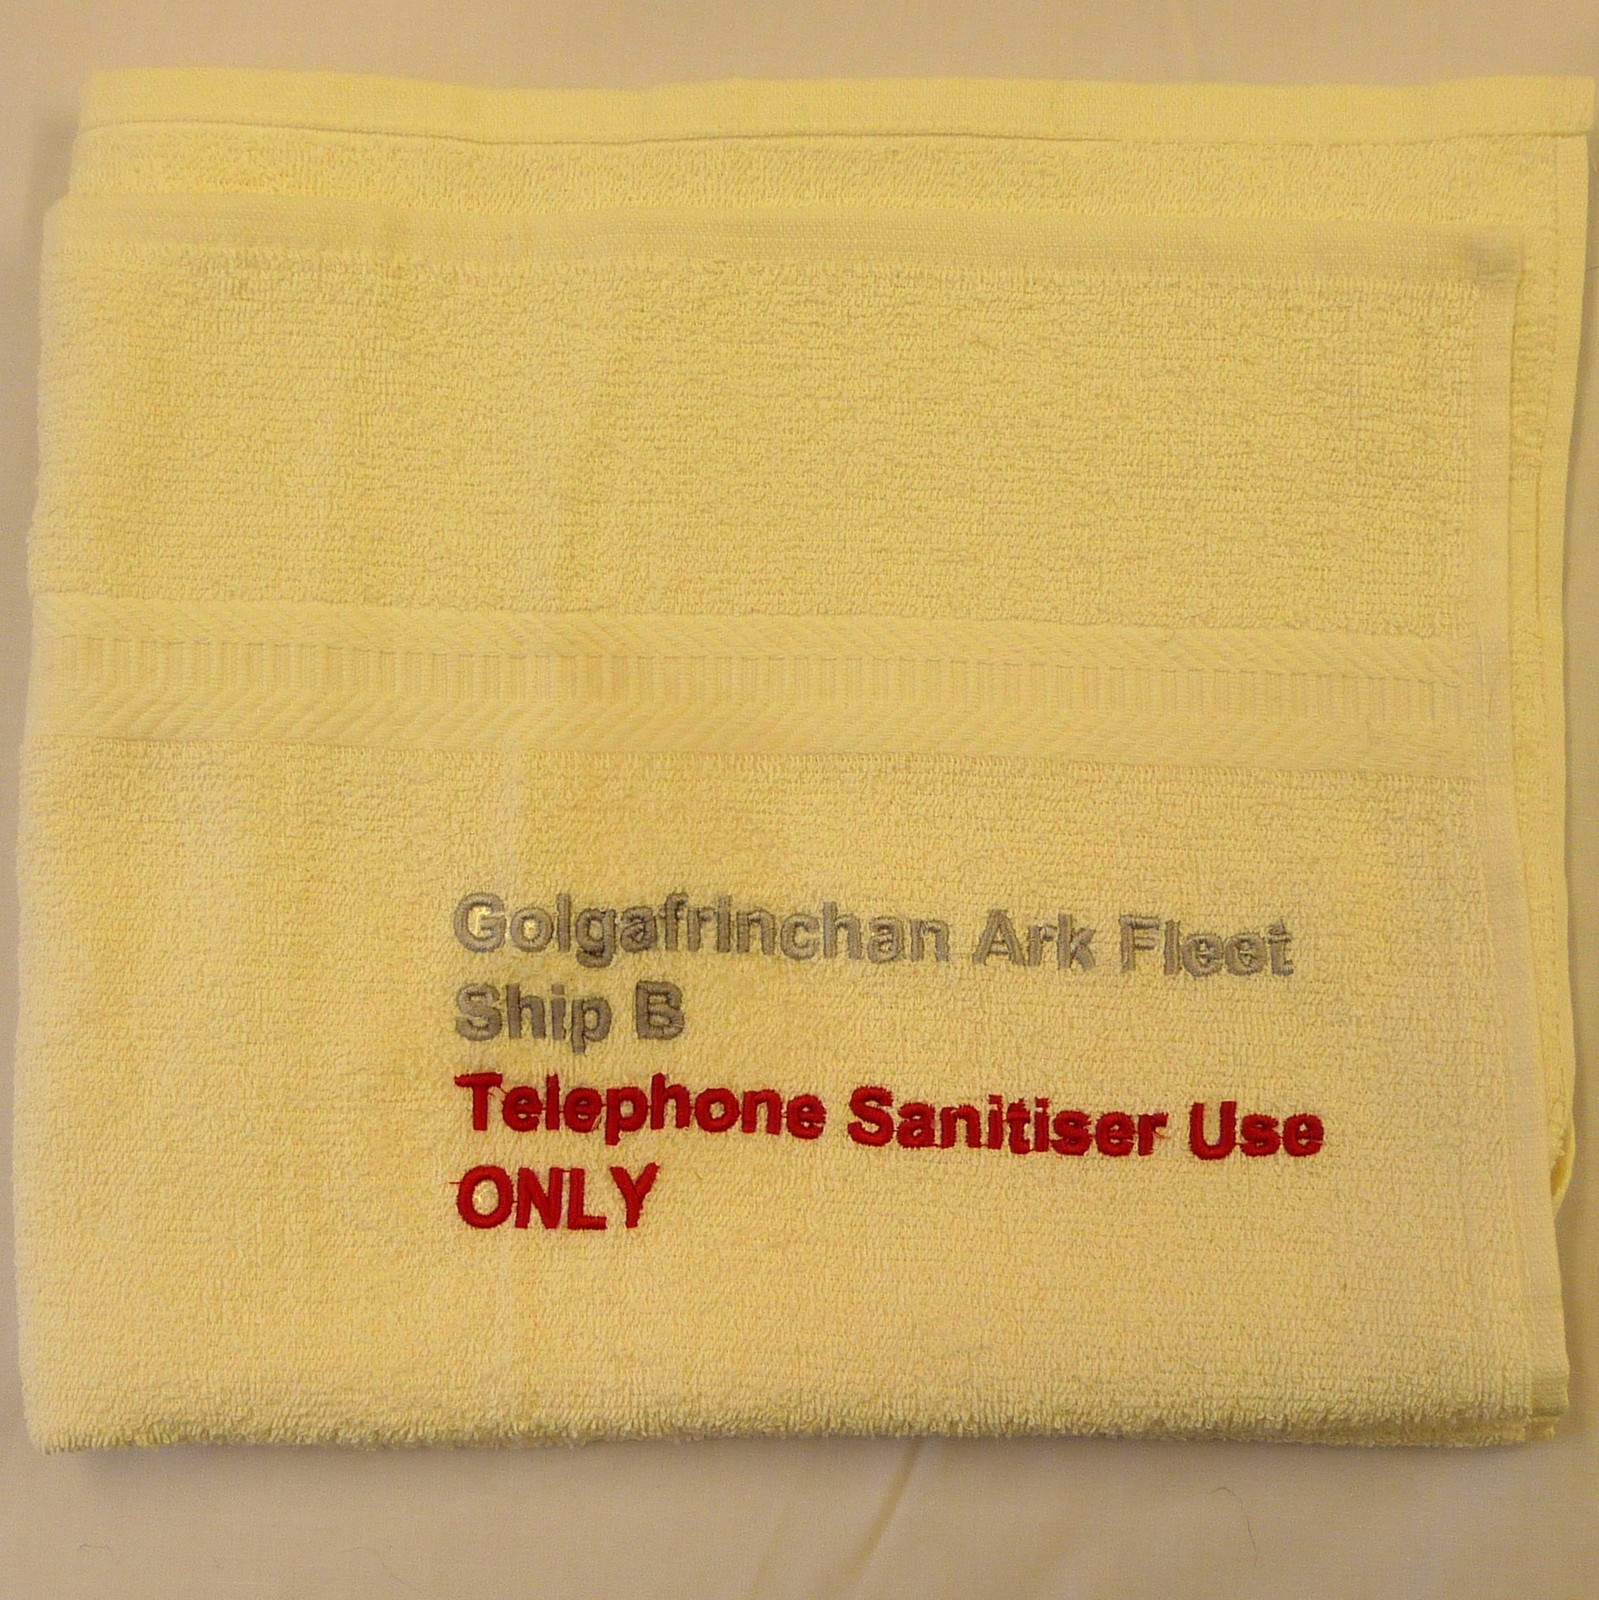 Golgafrinchan Ark Fleet
Ship B
Telephone Sanitiser Use
ONLY